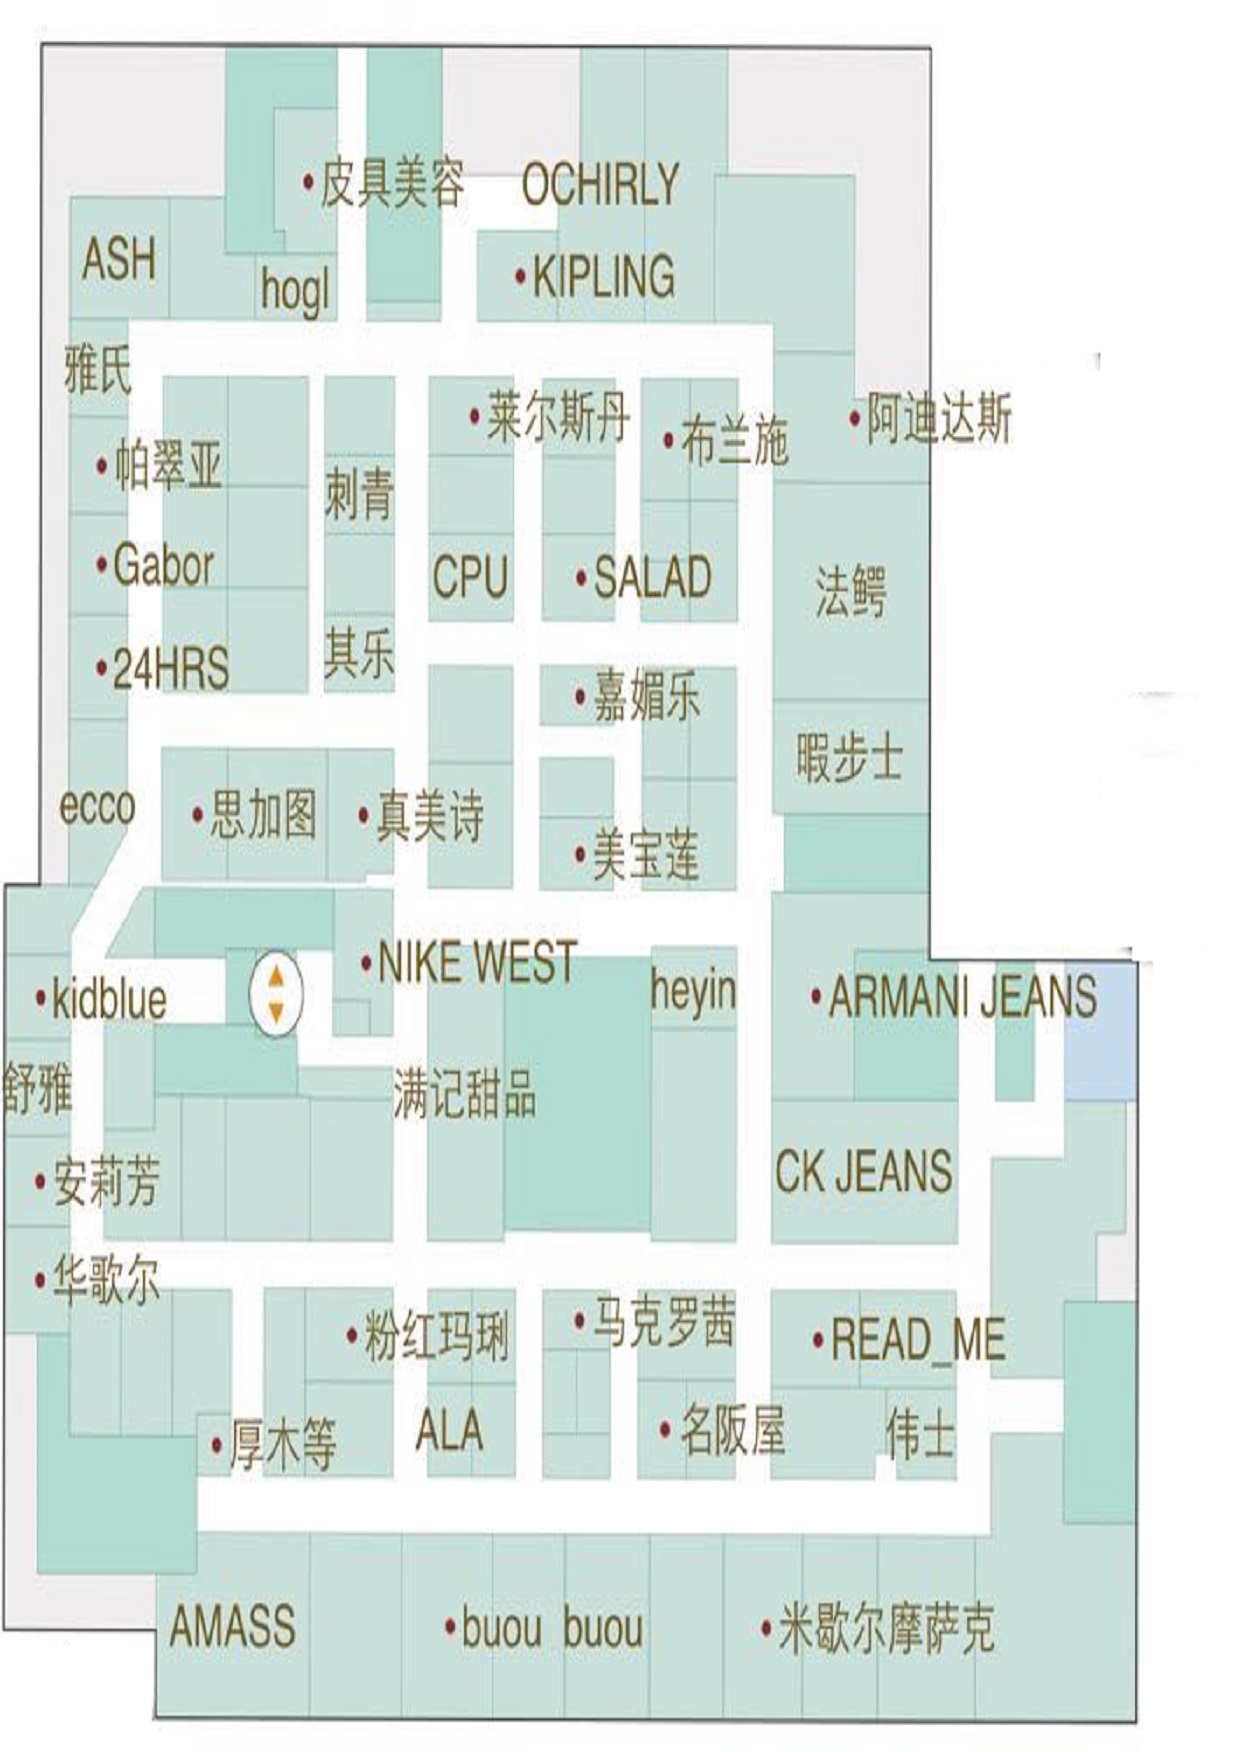 皮具美容
OCHIRLY
ASH
hogl
KIPLING
雅氏
莱尔斯丹
布兰施
阿迪达斯
帕翠亚
刺青
Gabor
CPU
SALAD
法鳄
24HRS
其乐
嘉媚乐
暇步士
ecco
思加图
真美诗
美宝莲
NIKE WEST
heyin
ARMANI JEANS
kidblue
舒雅
满记甜品
安莉芳
CK JEANS
华歌尔
粉红玛琍
马克罗茜
READ_ME
厚木等
ALA
名阪屋
伟士
AMASS
buou buou
米歇尔摩萨克